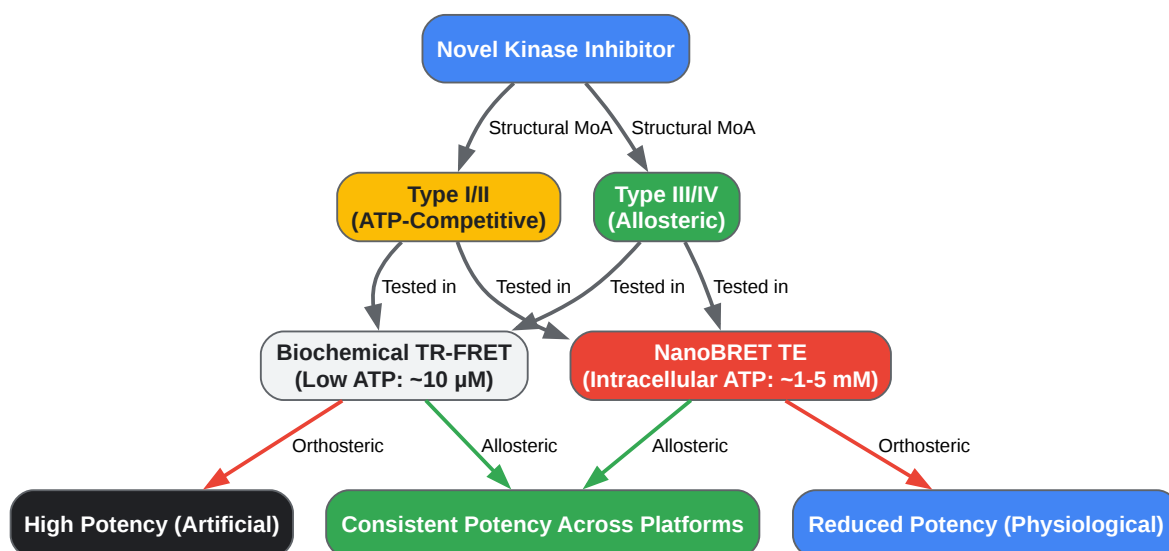 Novel Kinase Inhibitor
Structural MoA
Structural MoA
Type I/II
(ATP-Competitive)
Type III/IV
(Allosteric)
Tested in
Tested in
Tested in
Tested in
Biochemical TR-FRET
(Low ATP: ~10 µM)
NanoBRET TE
(Intracellular ATP: ~1-5 mM)
Orthosteric
Allosteric
Allosteric
Orthosteric
High Potency (Artificial)
Consistent Potency Across Platforms
Reduced Potency (Physiological)